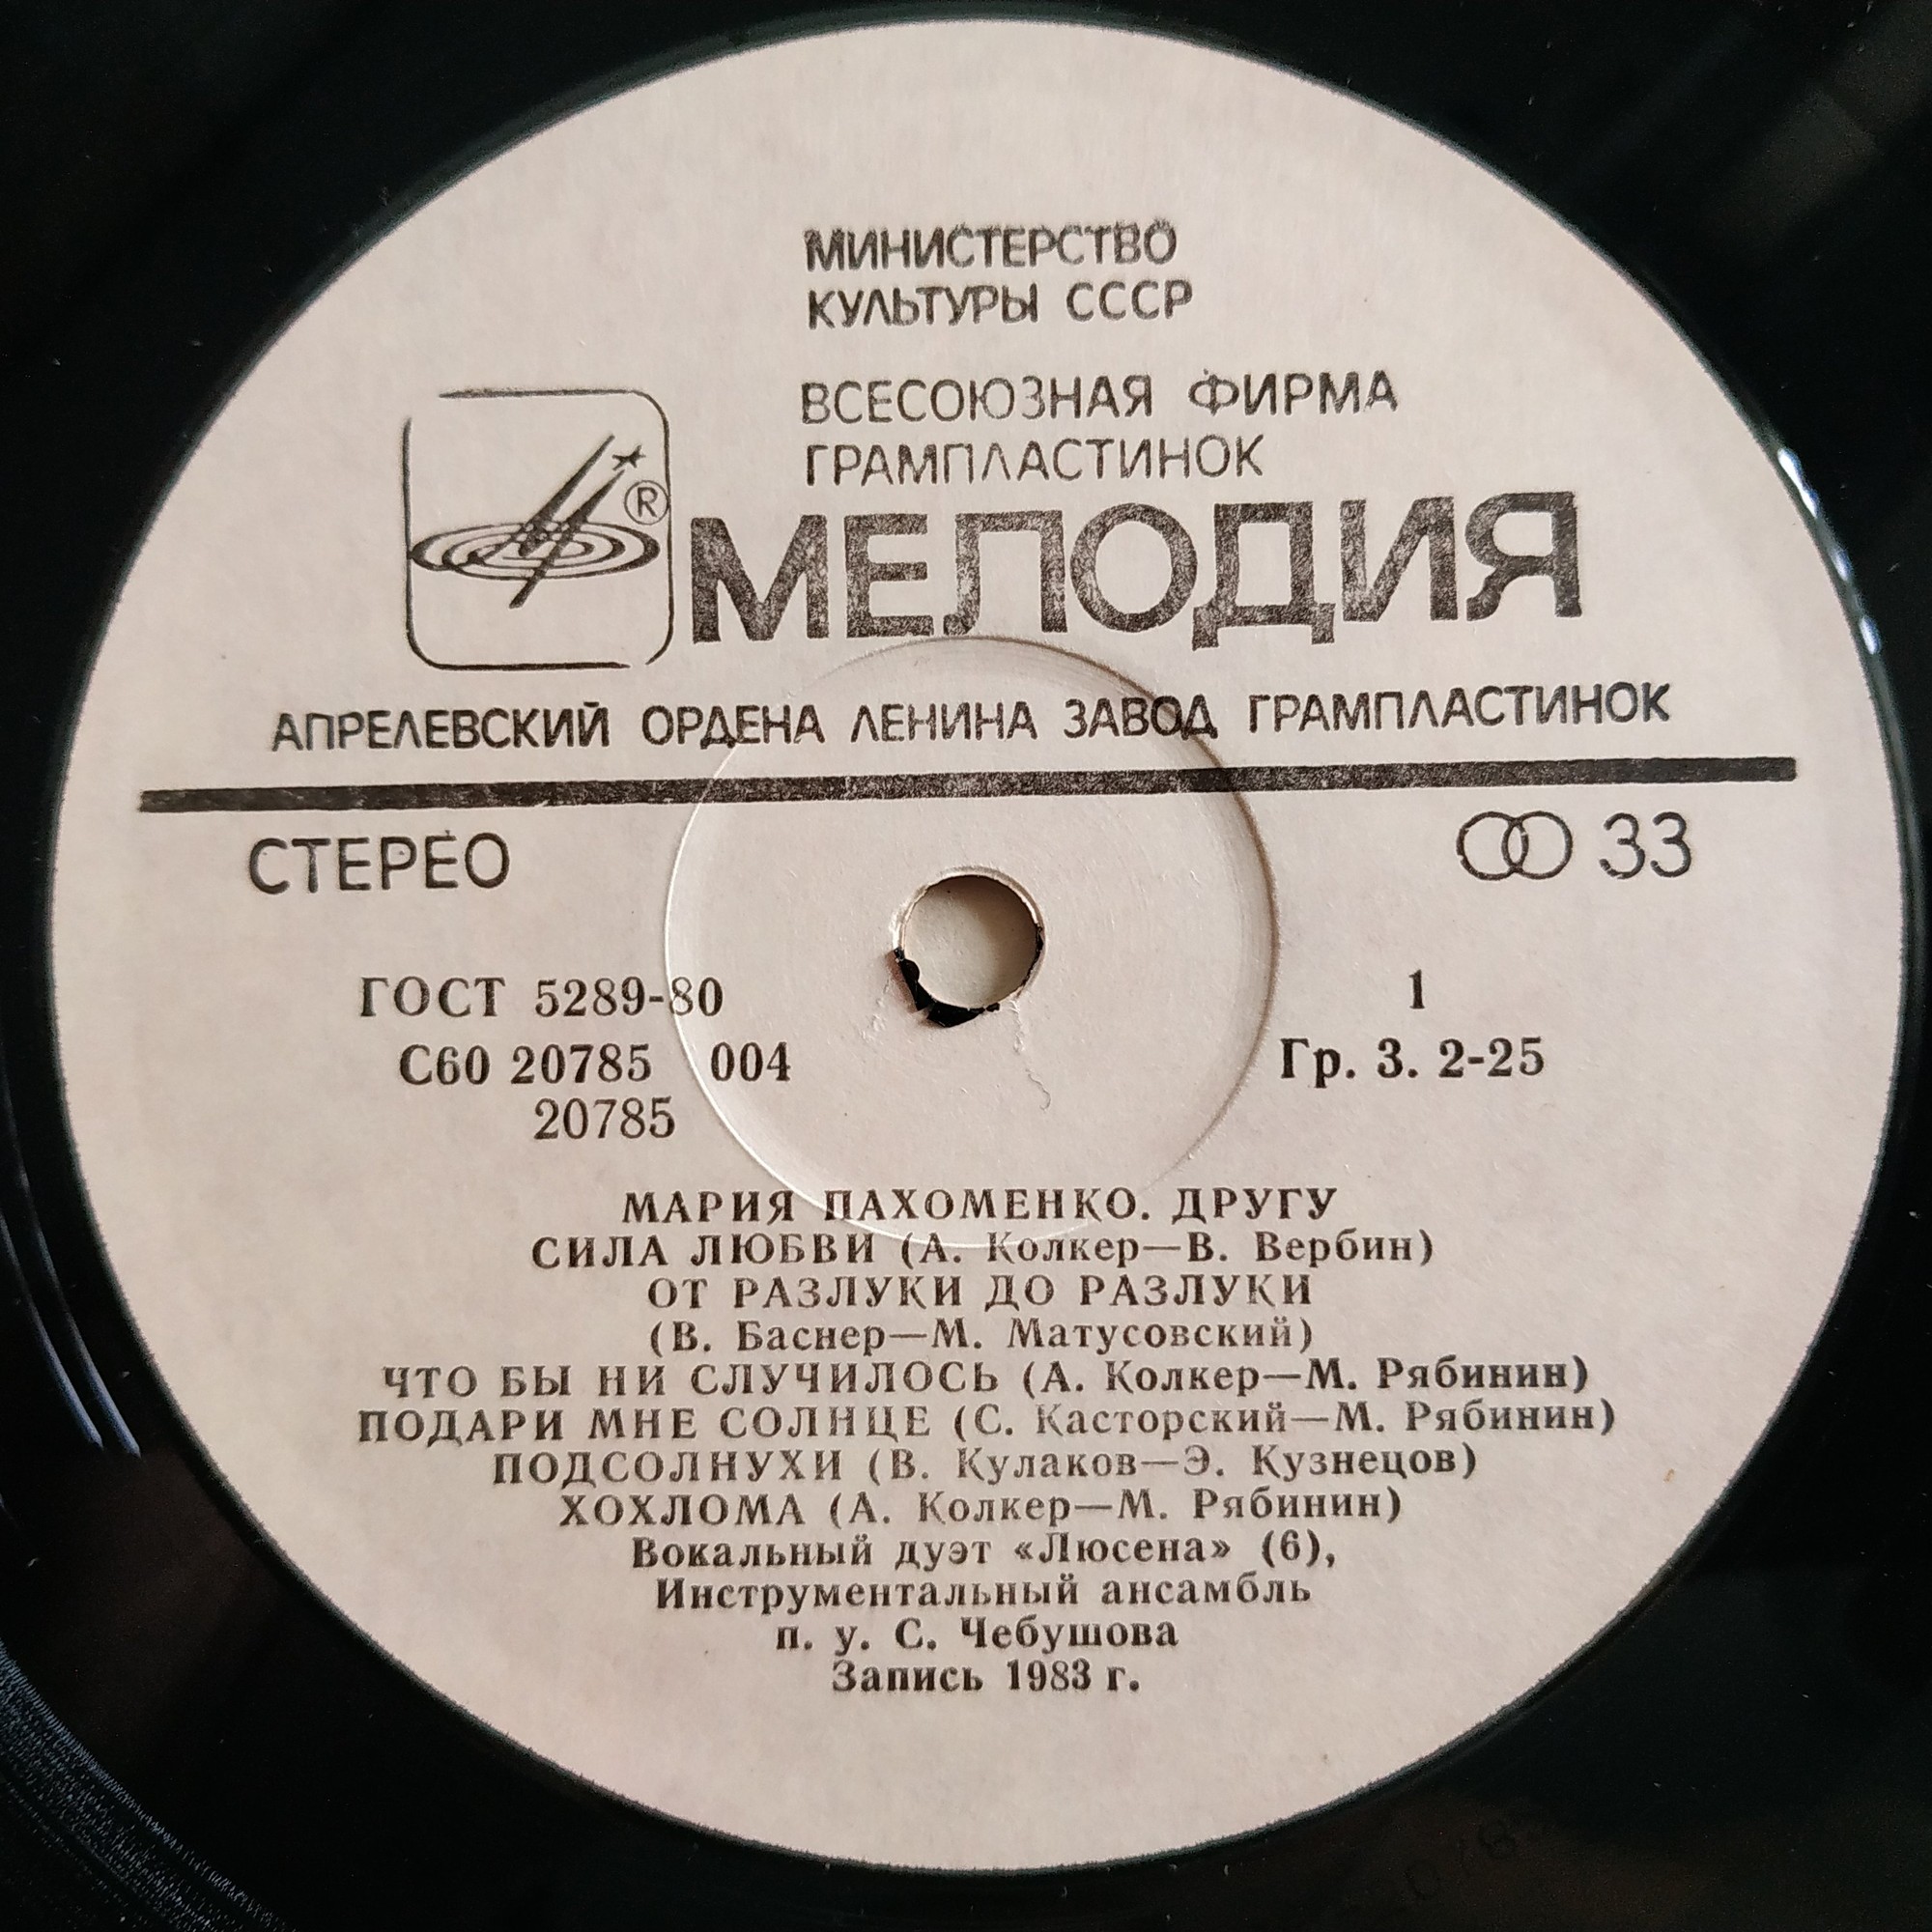 МИНИСТЕРСТВО
КУЛЬТУРЫ СССР
ВСЕСОЮЗНАЯ ФИРМА
ГРАМПЛАСТИНОК
®
МЕЛОДИЯ
АПРЕЛЕВСКИЙ ОРДЕНА ЛЕНИНА ЗАВОД ГРАМПЛАСТИНОК
СТЕРЕО 33
ГОСТ 5289-80 1
С60 20785 004 Гр. 3. 2-25
20785
МАРИЯ ПАХОМЕНКО. ДРУГУ
СИЛА ЛЮБВИ (А. Колкер—В. Вербин)
ОТ РАЗЛУКИ ДО РАЗЛУКИ
(В. Баснер—М. Матусовский)
ЧТО БЫ НИ СЛУЧИЛОСЬ (А. Колкер—М. Рябинин)
ПОДАРИ МНЕ СОЛНЦЕ (С. Касторский—М. Рябинин)
ПОДСОЛНУХИ (В. Кулаков—Э. Кузнецов)
ХОХЛОМА (А. Колкер—М. Рябинин)
Вокальный дуэт «Люсена» (6),
Инструментальный ансамбль
п. у. С. Чебушова
Запись 1983 г.